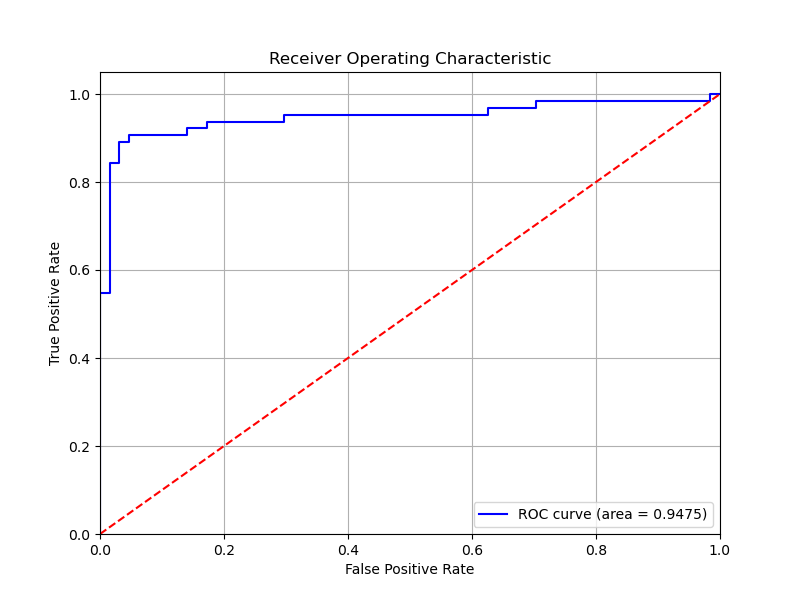 Receiver Operating Characteristic
True Positive Rate
1.0
0.8
0.6
0.4
0.2
0.0
ROC curve (area = 0.9475)
0.0 0.2 0.4 0.6 0.8 1.0
False Positive Rate